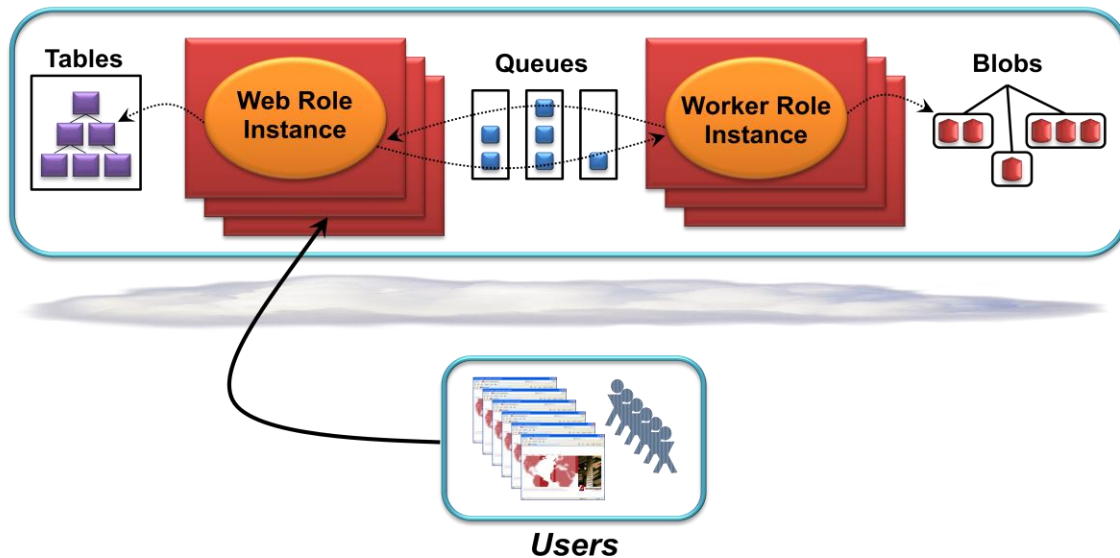 Tables
Web Role
Instance
Queues
Worker Role
Instance
Blobs
Users